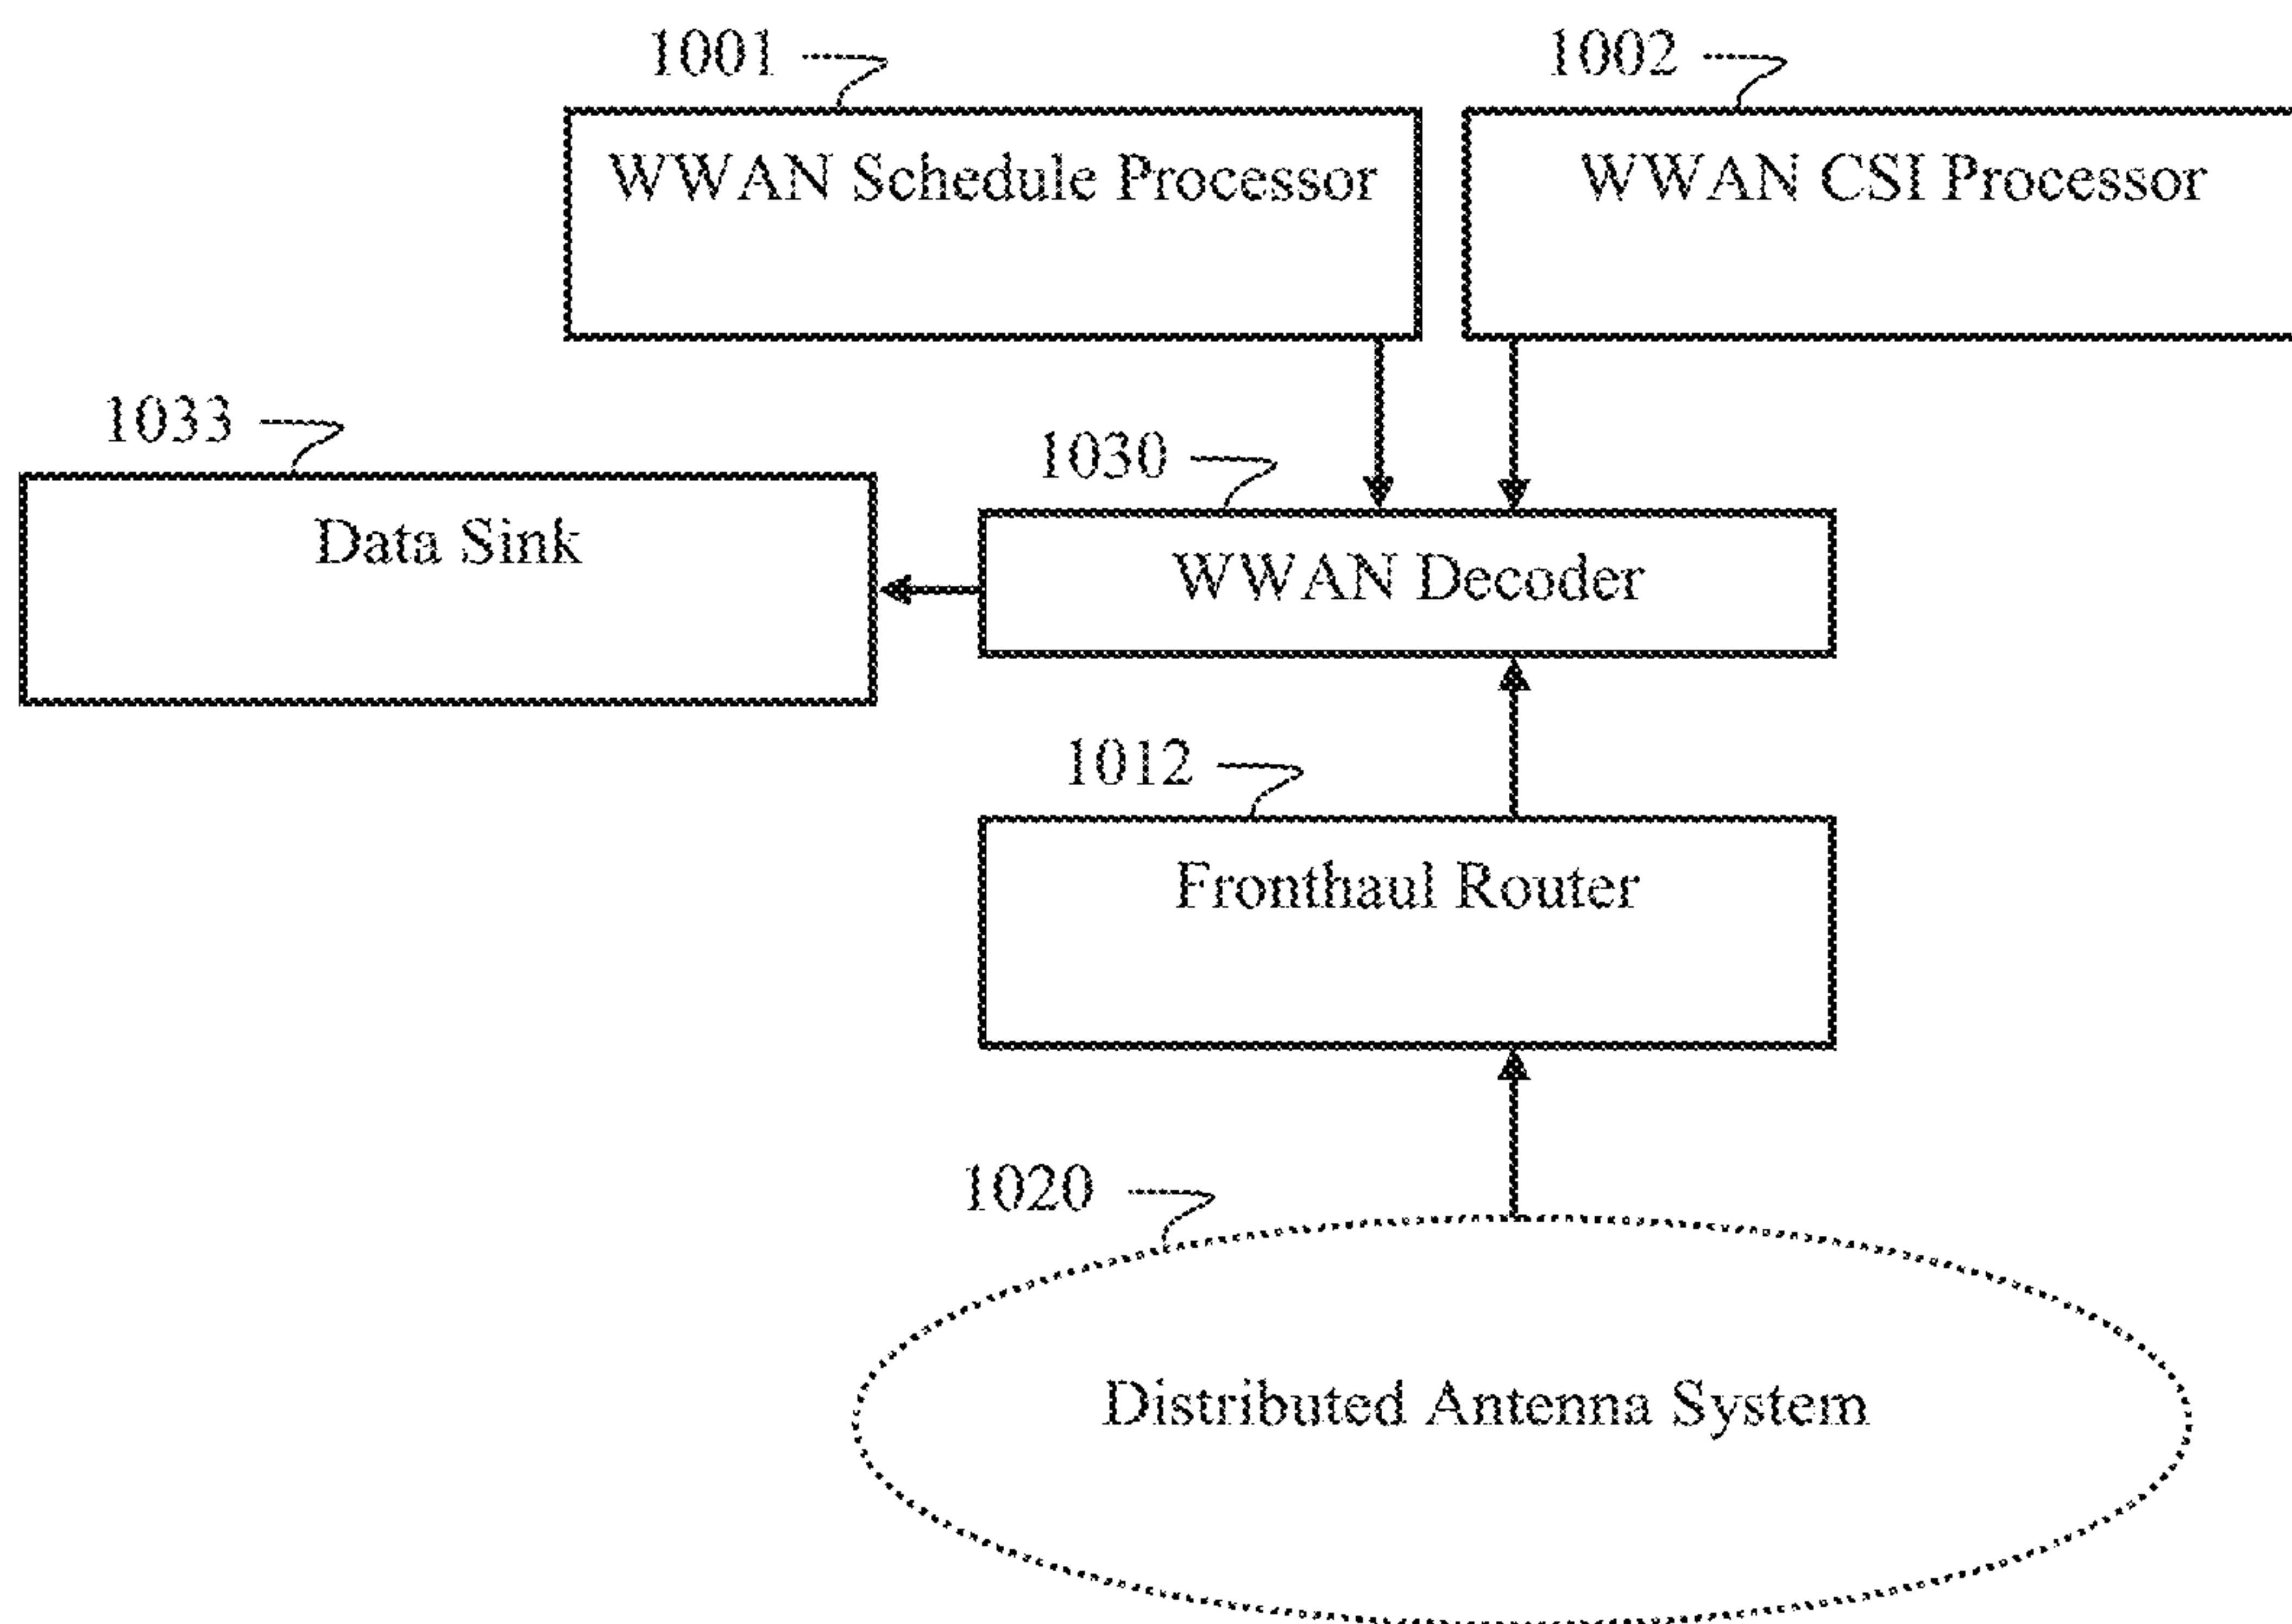 1001
1002
WWAN Schedule Processor
WWAN CSI Processor
1033
1030
Data Sink
WWAN Decoder
1012
Fronthaul Router
1020
Distributed Antenna System